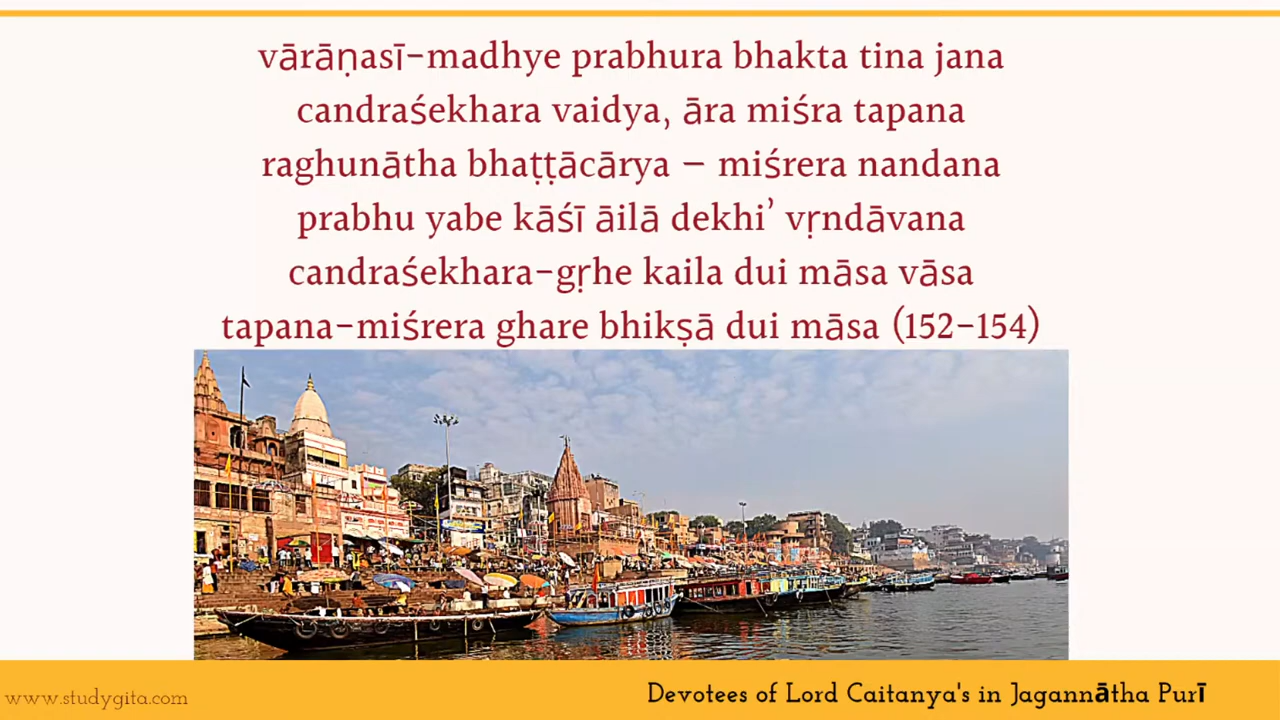 vārāṇasī-madhye prabhura bhakta tina jana
candraśekhara vaidya, āra miśra tapana
raghunātha bhaṭṭācārya – miśrera nandana
prabhu yabe kāśī āilā dekhi’ vṛndāvana
candraśekhara-gṛhe kaila dui māsa vāsa
tapana-miśrera ghare bhikṣā dui māsa (152-154)
www.studygita.com
Devotees of Lord Caitanya's in Jagannātha Purī